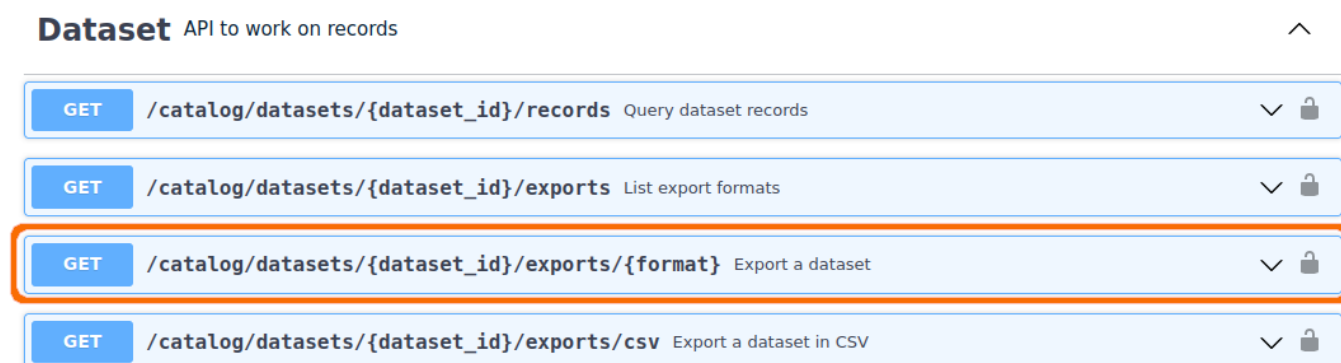 Dataset API to work on records
GET /catalog/datasets/{dataset_id}/records Query dataset records
GET /catalog/datasets/{dataset_id}/exports List export formats
GET /catalog/datasets/{dataset_id}/exports/{format} Export a dataset
GET /catalog/datasets/{dataset_id}/exports/csv Export a dataset in CSV